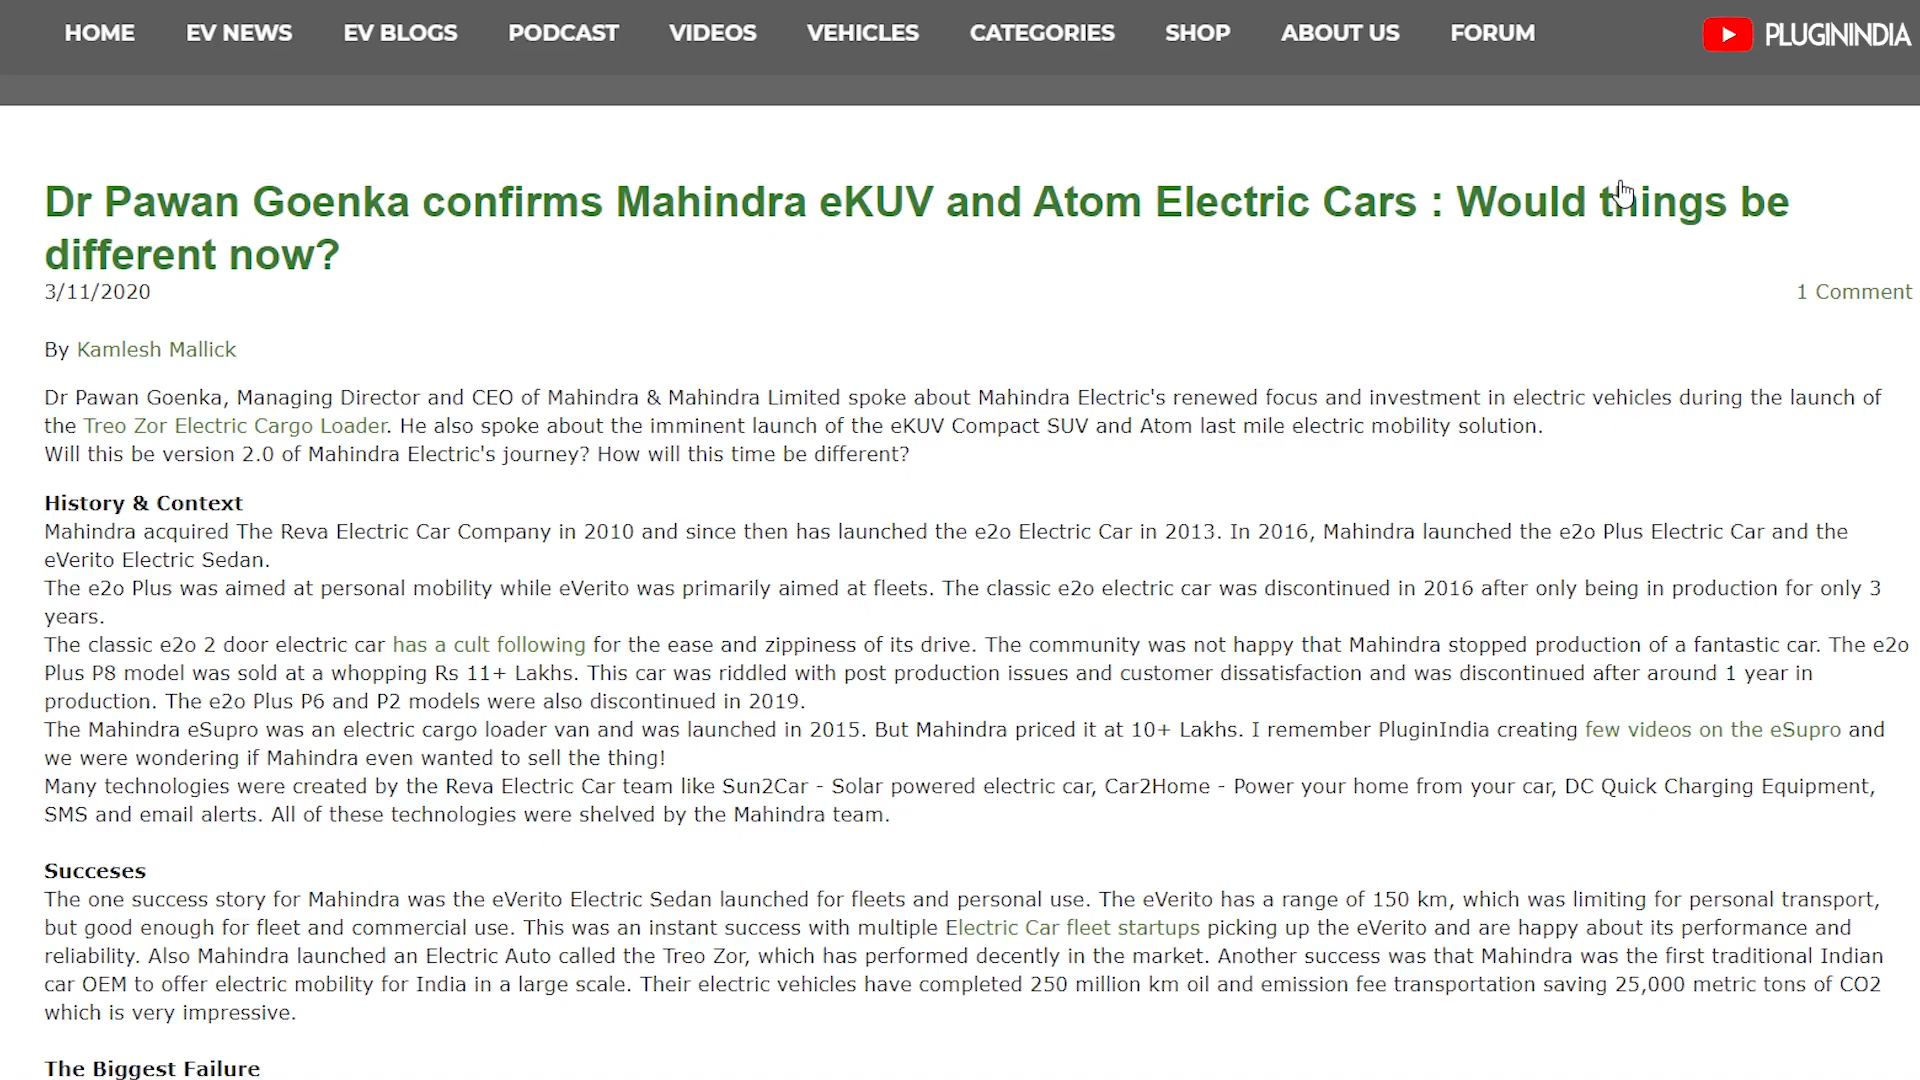 HOME EV NEWS EV BLOGS PODCAST VIDEOS VEHICLES CATEGORIES SHOP ABOUT US FORUM PLUGININDIA
Dr Pawan Goenka confirms Mahindra eKUV and Atom Electric Cars : Would things be
different now?
3/11/2020 1 Comment
By Kamlesh Mallick
Dr Pawan Goenka, Managing Director and CEO of Mahindra & Mahindra Limited spoke about Mahindra Electric's renewed focus and investment in electric vehicles during the launch of
the Treo Zor Electric Cargo Loader. He also spoke about the imminent launch of the eKUV Compact SUV and Atom last mile electric mobility solution.
Will this be version 2.0 of Mahindra Electric's journey? How will this time be different?
History & Context
Mahindra acquired The Reva Electric Car Company in 2010 and since then has launched the e2o Electric Car in 2013. In 2016, Mahindra launched the e2o Plus Electric Car and the
eVerito Electric Sedan.
The e2o Plus was aimed at personal mobility while eVerito was primarily aimed at fleets. The classic e2o electric car was discontinued in 2016 after only being in production for only 3
years.
The classic e2o 2 door electric car has a cult following for the ease and zippiness of its drive. The community was not happy that Mahindra stopped production of a fantastic car. The e2o
Plus P8 model was sold at a whopping Rs 11+ Lakhs. This car was riddled with post production issues and customer dissatisfaction and was discontinued after around 1 year in
production. The e2o Plus P6 and P2 models were also discontinued in 2019.
The Mahindra eSupro was an electric cargo loader van and was launched in 2015. But Mahindra priced it at 10+ Lakhs. I remember PluginIndia creating few videos on the eSupro and
we were wondering if Mahindra even wanted to sell the thing!
Many technologies were created by the Reva Electric Car team like Sun2Car - Solar powered electric car, Car2Home - Power your home from your car, DC Quick Charging Equipment,
SMS and email alerts. All of these technologies were shelved by the Mahindra team.
Succeses
The one success story for Mahindra was the eVerito Electric Sedan launched for fleets and personal use. The eVerito has a range of 150 km, which was limiting for personal transport,
but good enough for fleet and commercial use. This was an instant success with multiple Electric Car fleet startups picking up the eVerito and are happy about its performance and
reliability. Also Mahindra launched an Electric Auto called the Treo Zor, which has performed decently in the market. Another success was that Mahindra was the first traditional Indian
car OEM to offer electric mobility for India in a large scale. Their electric vehicles have completed 250 million km oil and emission fee transportation saving 25,000 metric tons of CO2
which is very impressive.
The Biggest Failure